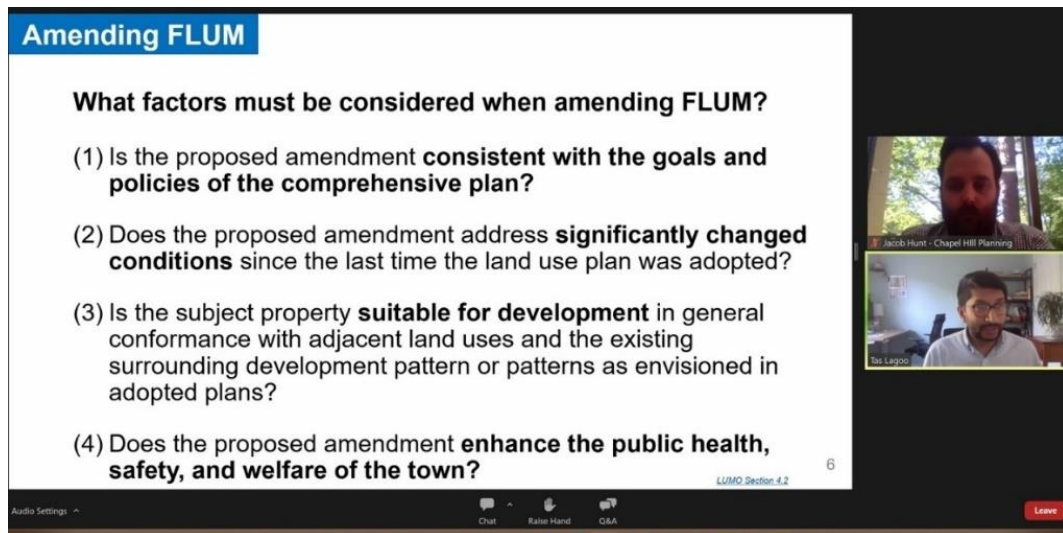 Amending FLUM
What factors must be considered when amending FLUM?
(1) Is the proposed amendment consistent with the goals and
policies of the comprehensive plan?
(2) Does the proposed amendment address significantly changed
conditions since the last time the land use plan was adopted?
(3) Is the subject property suitable for development in general
conformance with adjacent land uses and the existing
surrounding development pattern or patterns as envisioned in
adopted plans?
(4) Does the proposed amendment enhance the public health,
safety, and welfare of the town?
LUMO Section 4.2
6
Jacob Hunt - Chapel Hill Planning
Tas Lagoo
Audio Settings
Chat
Raise Hand
Q&A
Leave